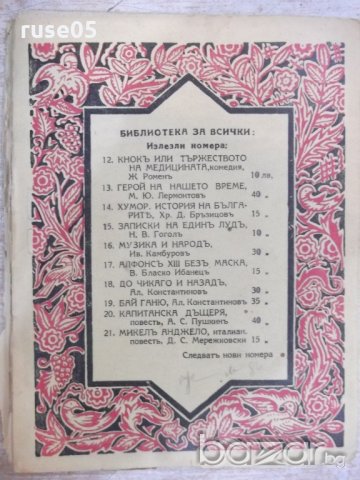 ruse05
БИБЛИОТЕКА ЗА ВСИЧКИ:
Излезли номера:
12. КНОКЪ ИЛИ ТЪРЖЕСТВОТО
НА МЕДИЦИНАТА, комедия,
Ж. Роменъ 10 лв.
13. ГЕРОЙ НА НАШЕТО ВРЕМЕ,
М. Ю. Лермонтовъ 40 „
14. ХУМОР. ИСТОРИЯ НА БЪЛГА-
РИТѢ, Хр. Д. Бръзицовъ 15 „
15. ЗАПИСКИ НА ЕДИНЪ ЛУДЪ,
Н. В. Гоголь 10 „
16. МУЗИКА И НАРОДЪ,
Ив. Камбуровъ 30 „
17. АЛФОНСЪ XIII БЕЗЪ МАСКА,
В. Бласко Ибанецъ 15 „
18. ДО ЧИКАГО И НАЗАДЪ,
Ал. Константиновъ 30 „
19. БАЙ ГАНЮ, Ал. Константиновъ 35 „
20. КАПИТАНСКА ДЪЩЕРЯ,
повесть, А. С. Пушкинъ 40 „
21. МИКЕЛЪ АНДЖЕЛО, италиан.
повесть, Д. С. Мережковски 15 „
Следватъ нови номера
bazar.bg